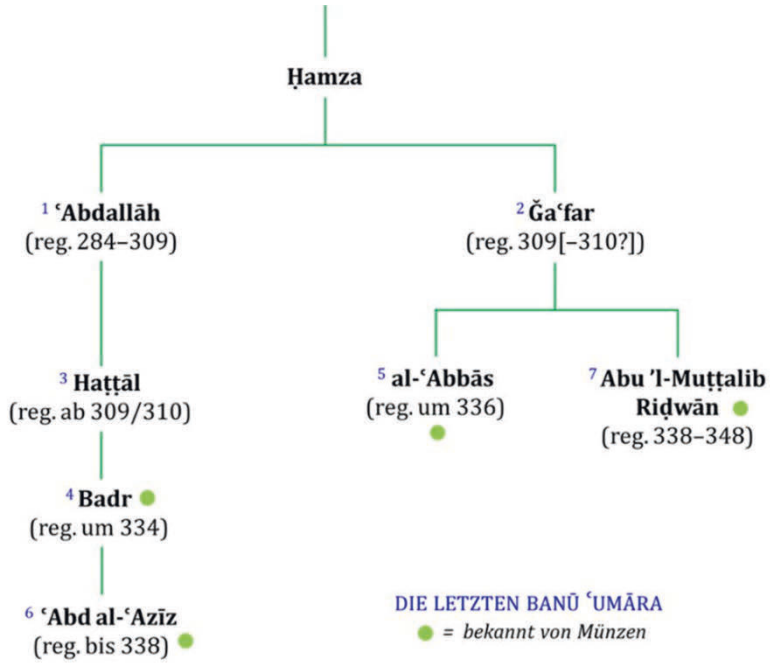 Ḥamza
1 ʿAbdallāh
(reg. 284–309)
2 Ǧaʿfar
(reg. 309[–310?])
3 Haṭṭāl
(reg. ab 309/310)
5 al-ʿAbbās
(reg. um 336)
7 Abu ’l-Muṭṭalib
Riḍwān
(reg. 338–348)
4 Badr
(reg. um 334)
6 ʿAbd al-ʿAzīz
(reg. bis 338)
DIE LETZTEN BANŪ ʿUMĀRA
= bekannt von Münzen